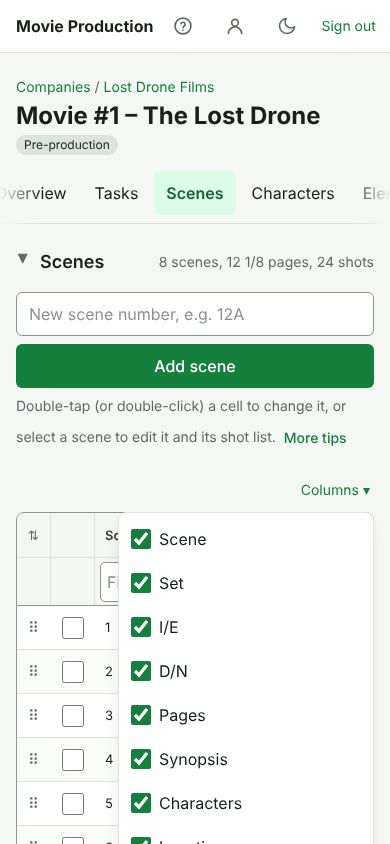 Movie Production
Sign out
Companies / Lost Drone Films
Movie #1 – The Lost Drone
Pre-production
Overview Tasks Scenes Characters
▼ Scenes 8 scenes, 12 1/8 pages, 24 shots
New scene number, e.g. 12A
Add scene
Double-tap (or double-click) a cell to change it, or
select a scene to edit it and its shot list. More tips
Columns ▾
Scene
Set
1 I/E
2 D/N
3 Pages
4 Synopsis
5 Characters